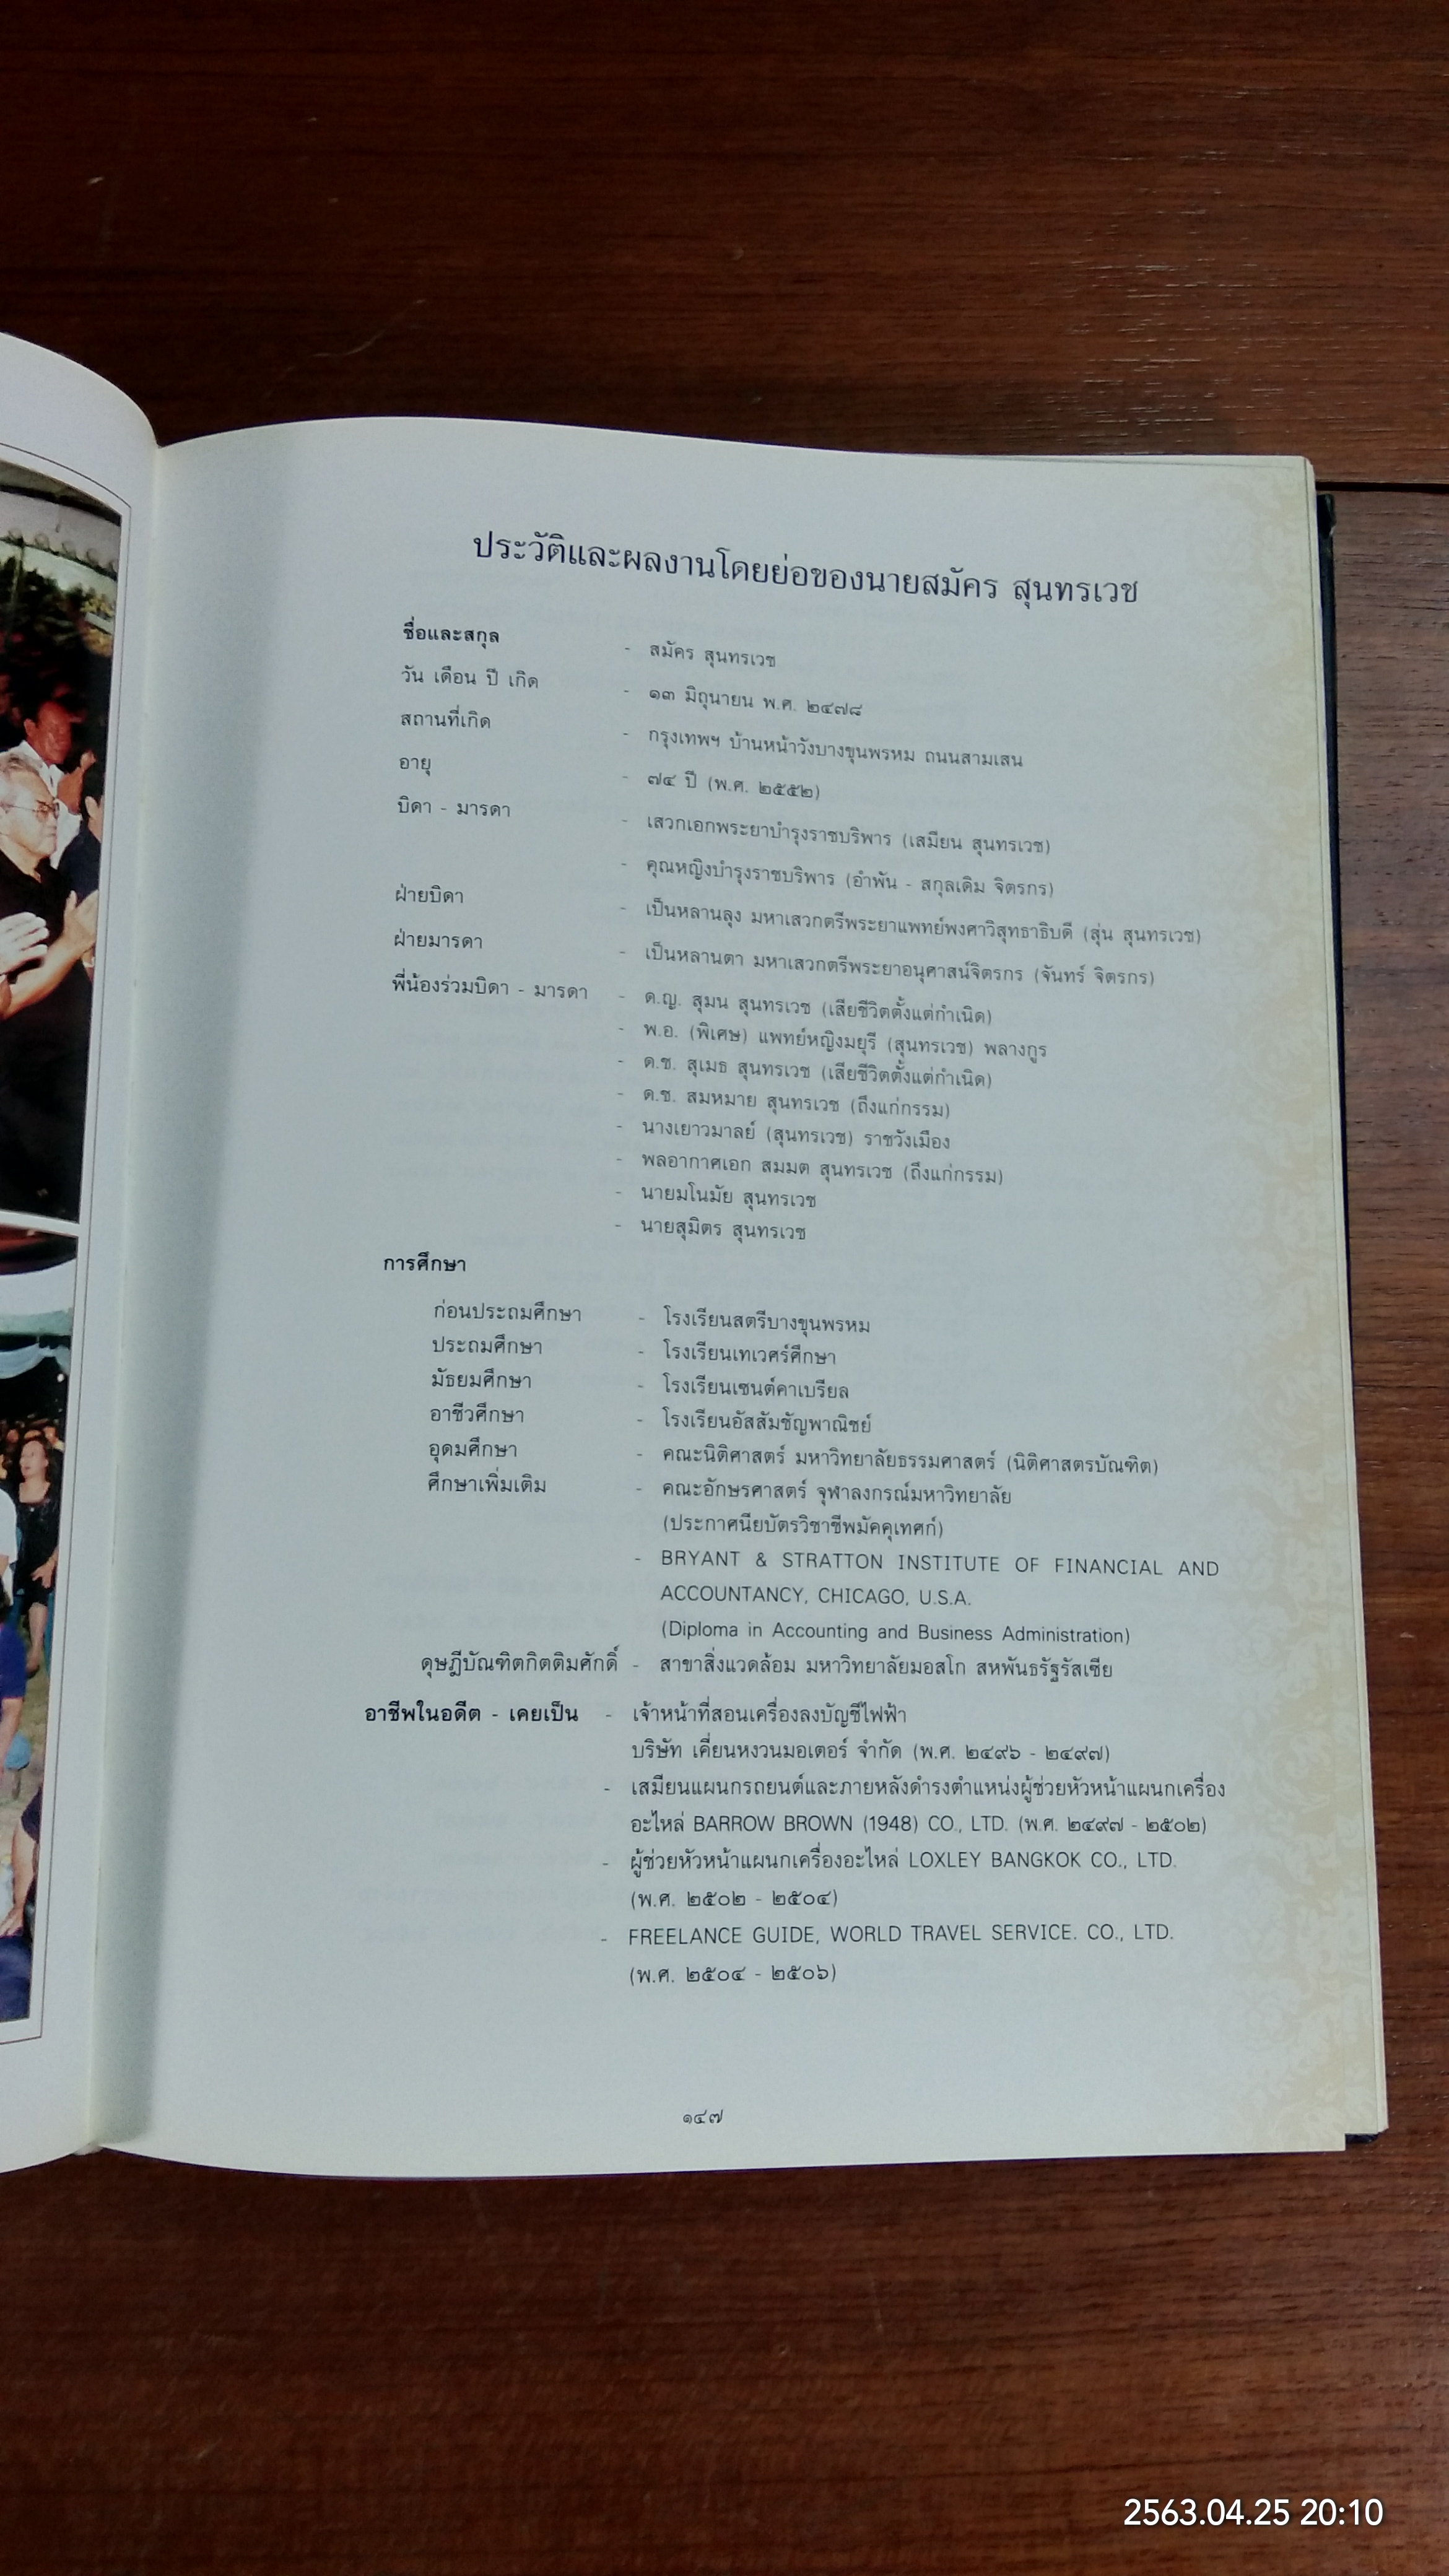 ประวัติและผลงานโดยย่อของนายสมัคร สุนทรเวช
ชื่อและสกุล - สมัคร สุนทรเวช
วัน เดือน ปี เกิด - ๑๓ มิถุนายน พ.ศ. ๒๔๗๘
สถานที่เกิด - กรุงเทพฯ บ้านหน้าวังบางขุนพรหม ถนนสามเสน
อายุ - ๗๔ ปี (พ.ศ. ๒๕๕๒)
บิดา - มารดา - เสวกเอกพระยาบำรุงราชบริพาร (เสมียน สุนทรเวช)
- คุณหญิงบำรุงราชบริพาร (อำพัน - สกุลเดิม จิตรกร)
ฝ่ายบิดา - เป็นหลานลุง มหาเสวกตรีพระยาแพทย์พงศาวิสุทธาธิบดี (สุ่น สุนทรเวช)
ฝ่ายมารดา - เป็นหลานตา มหาเสวกตรีพระยาอนุศาสน์จิตรกร (จันทร์ จิตรกร)
พี่น้องร่วมบิดา - มารดา - ด.ญ. สุมน สุนทรเวช (เสียชีวิตตั้งแต่กำเนิด)
- พ.อ. (พิเศษ) แพทย์หญิงมยุรี (สุนทรเวช) พลางกูร
- ด.ช. สุเมธ สุนทรเวช (เสียชีวิตตั้งแต่กำเนิด)
- ด.ช. สมหมาย สุนทรเวช (ถึงแก่กรรม)
- นางเยาวมาลย์ (สุนทรเวช) ราชวังเมือง
- พลอากาศเอก สมมต สุนทรเวช (ถึงแก่กรรม)
- นายมโนมัย สุนทรเวช
- นายสุมิตร สุนทรเวช
การศึกษา
ก่อนประถมศึกษา - โรงเรียนสตรีบางขุนพรหม
ประถมศึกษา - โรงเรียนเทเวศร์ศึกษา
มัธยมศึกษา - โรงเรียนเซนต์คาเบรียล
อาชีวศึกษา - โรงเรียนอัสสัมชัญพาณิชย์
อุดมศึกษา - คณะนิติศาสตร์ มหาวิทยาลัยธรรมศาสตร์ (นิติศาสตรบัณฑิต)
ศึกษาเพิ่มเติม - คณะอักษรศาสตร์ จุฬาลงกรณ์มหาวิทยาลัย
(ประกาศนียบัตรวิชาชีพมัคคุเทศก์)
- BRYANT & STRATTON INSTITUTE OF FINANCIAL AND
ACCOUNTANCY, CHICAGO, U.S.A.
(Diploma in Accounting and Business Administration)
ดุษฎีบัณฑิตกิตติมศักดิ์ - สาขาสิ่งแวดล้อม มหาวิทยาลัยมอสโก สหพันธรัฐรัสเซีย
อาชีพในอดีต - เคยเป็น - เจ้าหน้าที่สอนเครื่องลงบัญชีไฟฟ้า
บริษัท เคี่ยนหงวนมอเตอร์ จำกัด (พ.ศ. ๒๔๙๖ - ๒๔๙๗)
- เสมียนแผนกรถยนต์และภายหลังดำรงตำแหน่งผู้ช่วยหัวหน้าแผนกเครื่อง
อะไหล่ BARROW BROWN (1948) CO., LTD. (พ.ศ. ๒๔๙๗ - ๒๕๐๒)
- ผู้ช่วยหัวหน้าแผนกเครื่องอะไหล่ LOXLEY BANGKOK CO., LTD.
(พ.ศ. ๒๕๐๒ - ๒๕๐๔)
- FREELANCE GUIDE, WORLD TRAVEL SERVICE. CO., LTD.
(พ.ศ. ๒๕๐๔ - ๒๕๐๖)
๑๔๗
2563.04.25 20:10